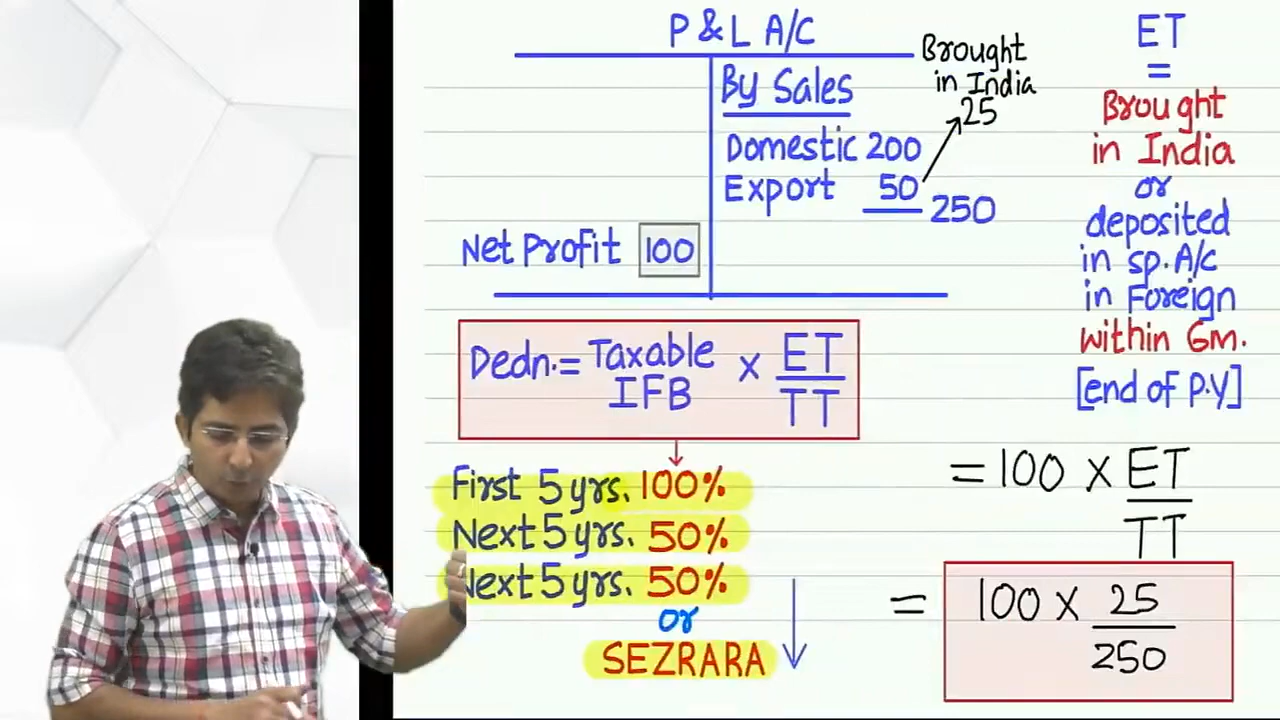 P & L A/C
By Sales
Domestic 200
Export 50
250
Brought
in India
25
Net Profit 100
ET
=
Brought
in India
or
deposited
in sp. A/C
in Foreign
within 6m.
[end of P.Y]
Dedn. = Taxable IFB × ET/TT
First 5 yrs. 100%
Next 5 yrs. 50%
Next 5 yrs. 50%
or
SEZRARA
= 100 × ET/TT
= 100 × 25/250